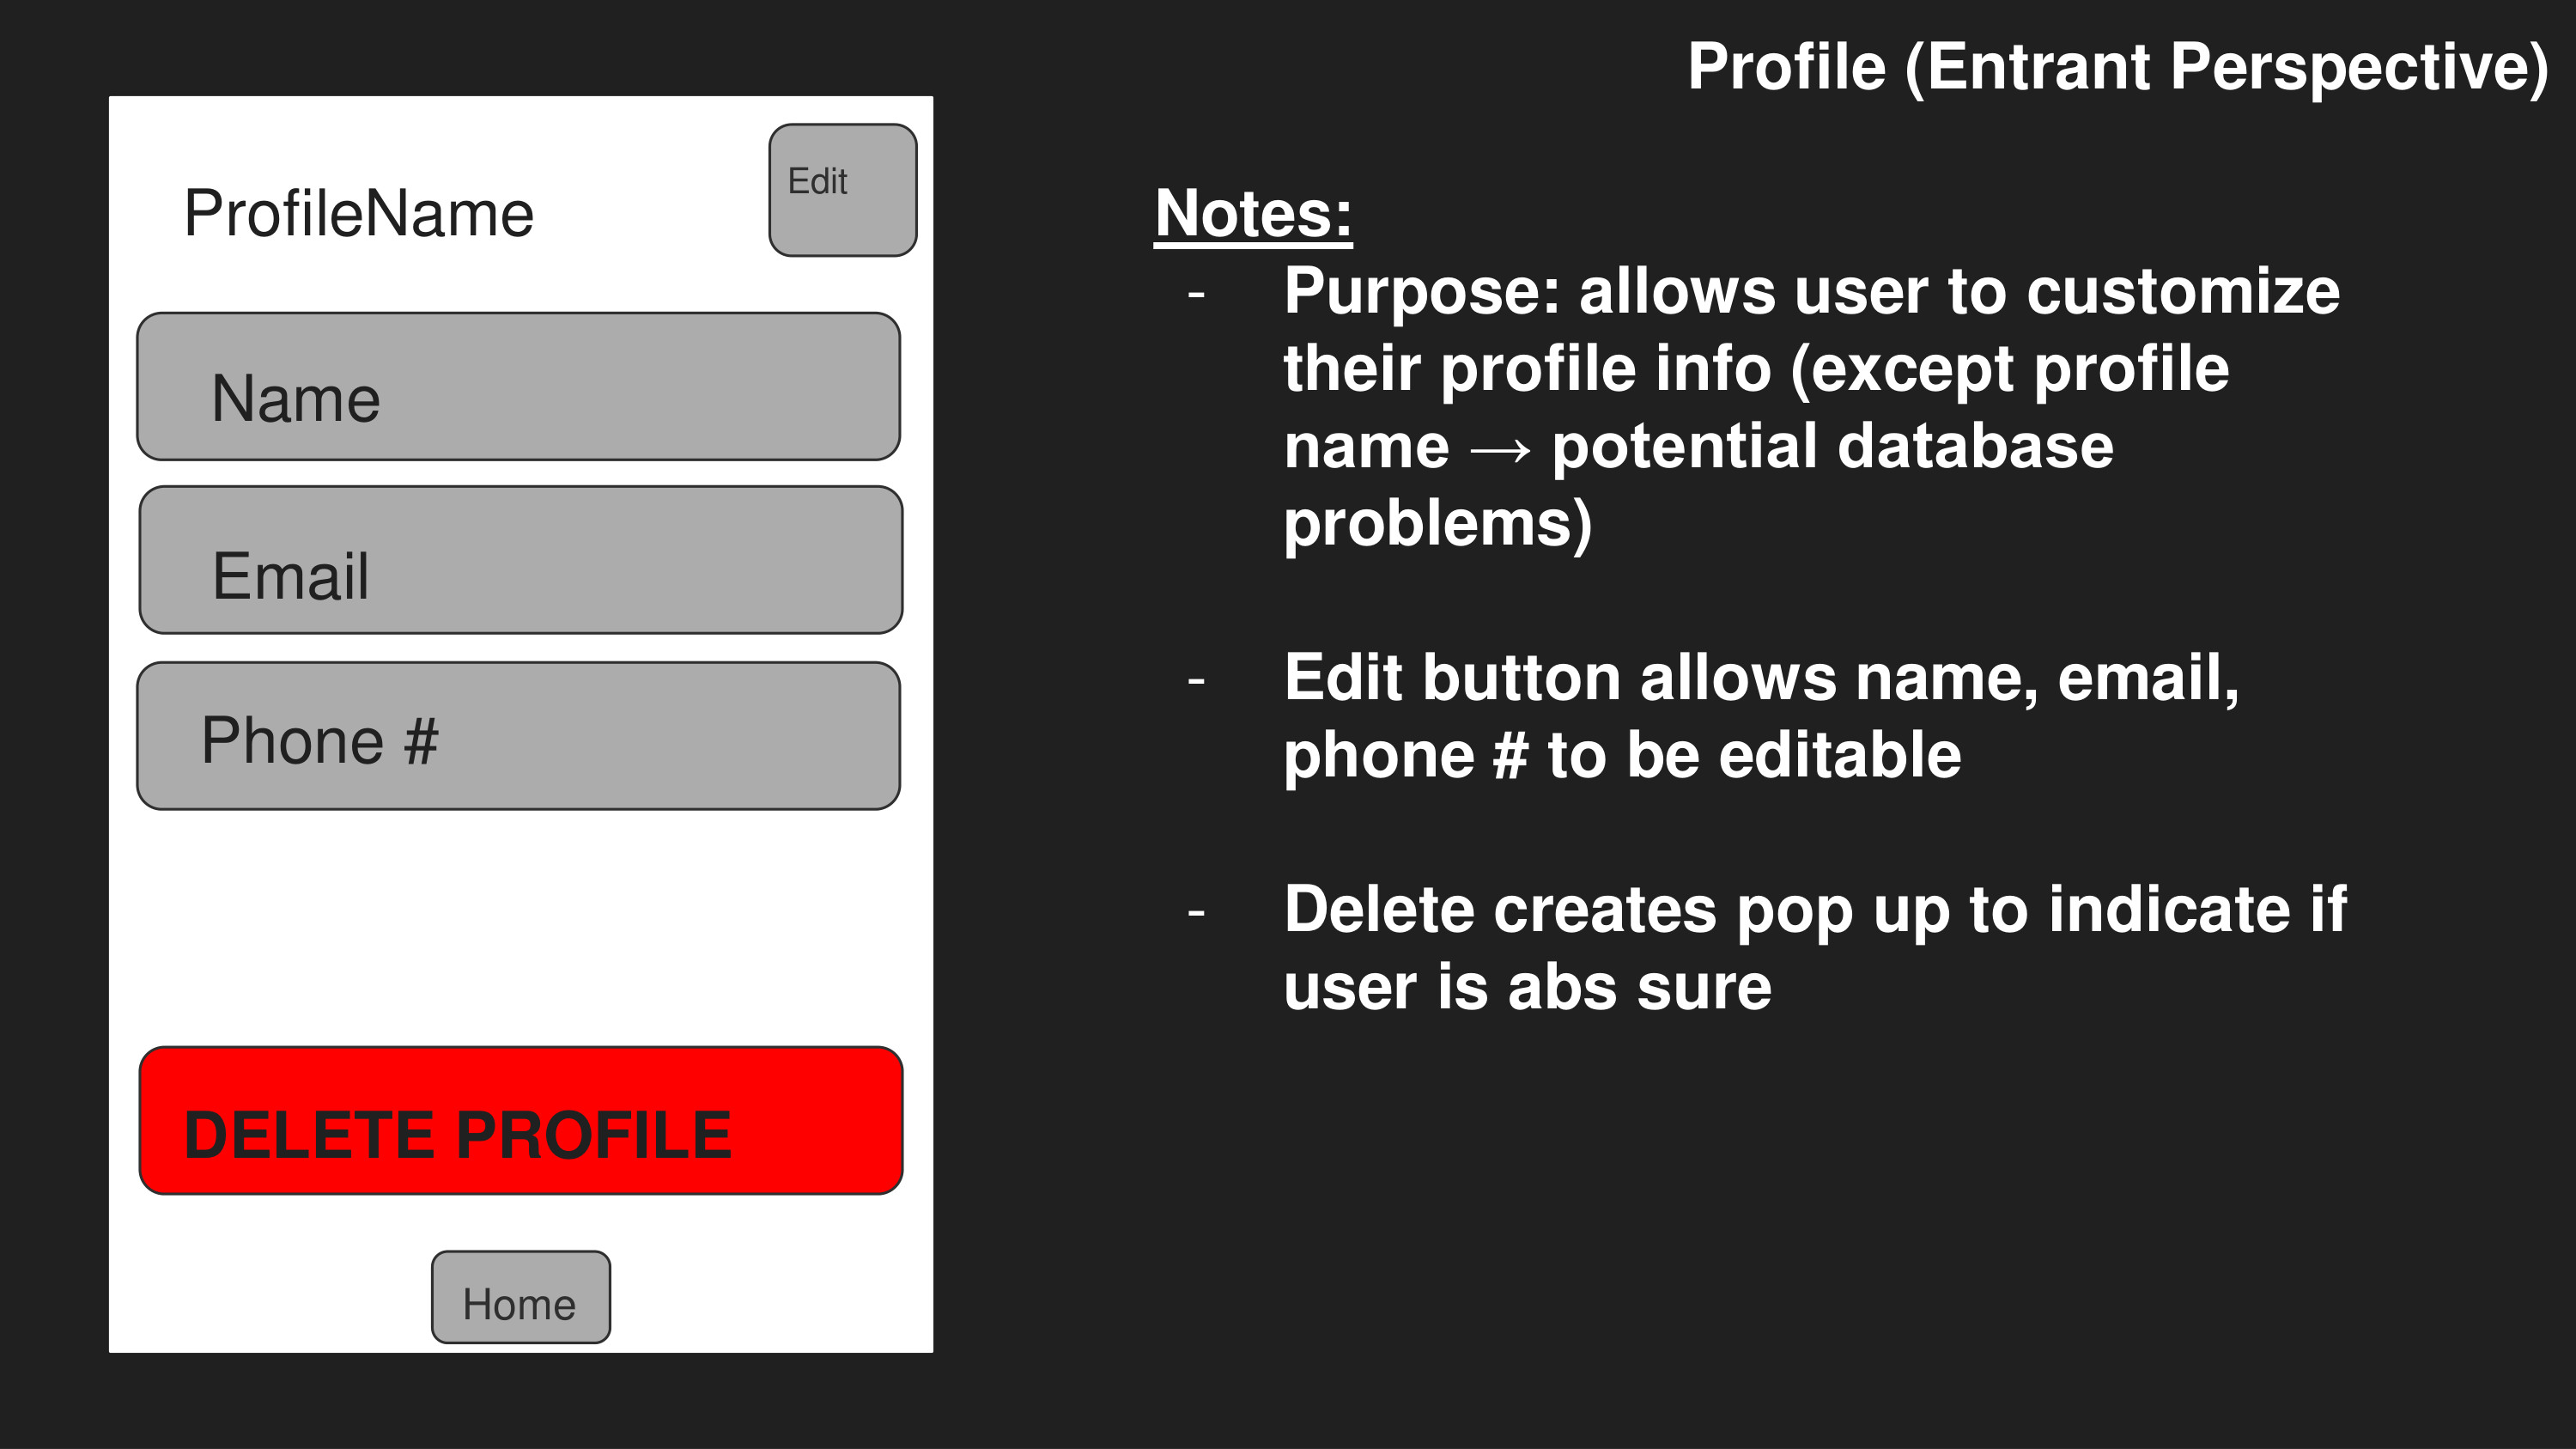 Profile (Entrant Perspective)
ProfileName
Edit
Name
Email
Phone #
DELETE PROFILE
Home
Notes:
- Purpose: allows user to customize
their profile info (except profile
name → potential database
problems)
- Edit button allows name, email,
phone # to be editable
- Delete creates pop up to indicate if
user is abs sure